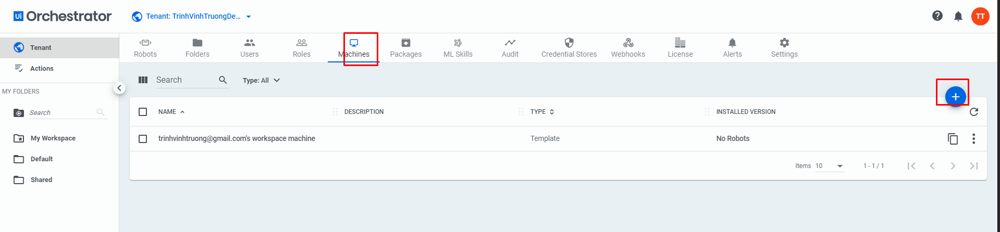 Ui Orchestrator
Tenant: TrinhVinhTruongDe...
TT
Tenant
Actions
MY FOLDERS
Search
My Workspace
Default
Shared
Robots Folders Users Roles Machines Packages ML Skills Audit Credential Stores Webhooks License Alerts Settings
Search Type: All
NAME DESCRIPTION TYPE INSTALLED VERSION
trinhvinhtruong@gmail.com's workspace machine Template No Robots
Items 10 1 - 1 / 1